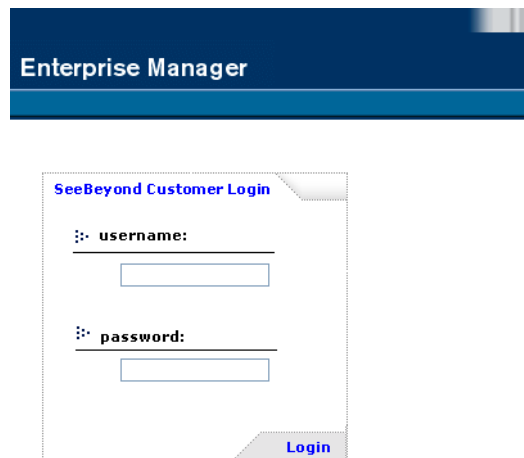 Enterprise Manager
SeeBeyond Customer Login
username:
password:
Login